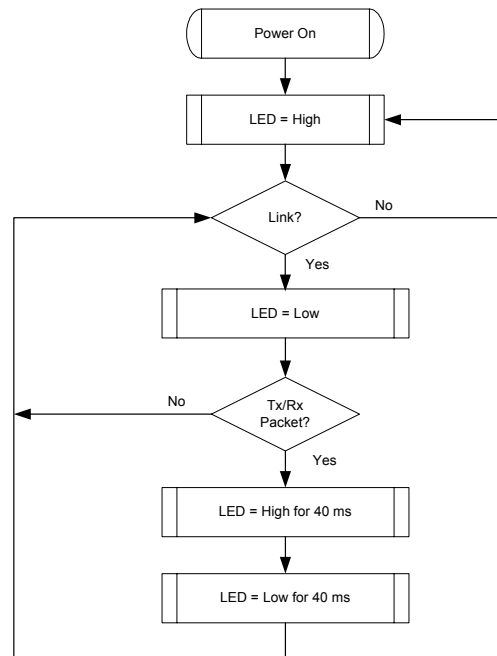 Power On
LED = High
Link?
No
Yes
LED = Low
No
Tx/Rx
Packet?
Yes
LED = High for 40 ms
LED = Low for 40 ms